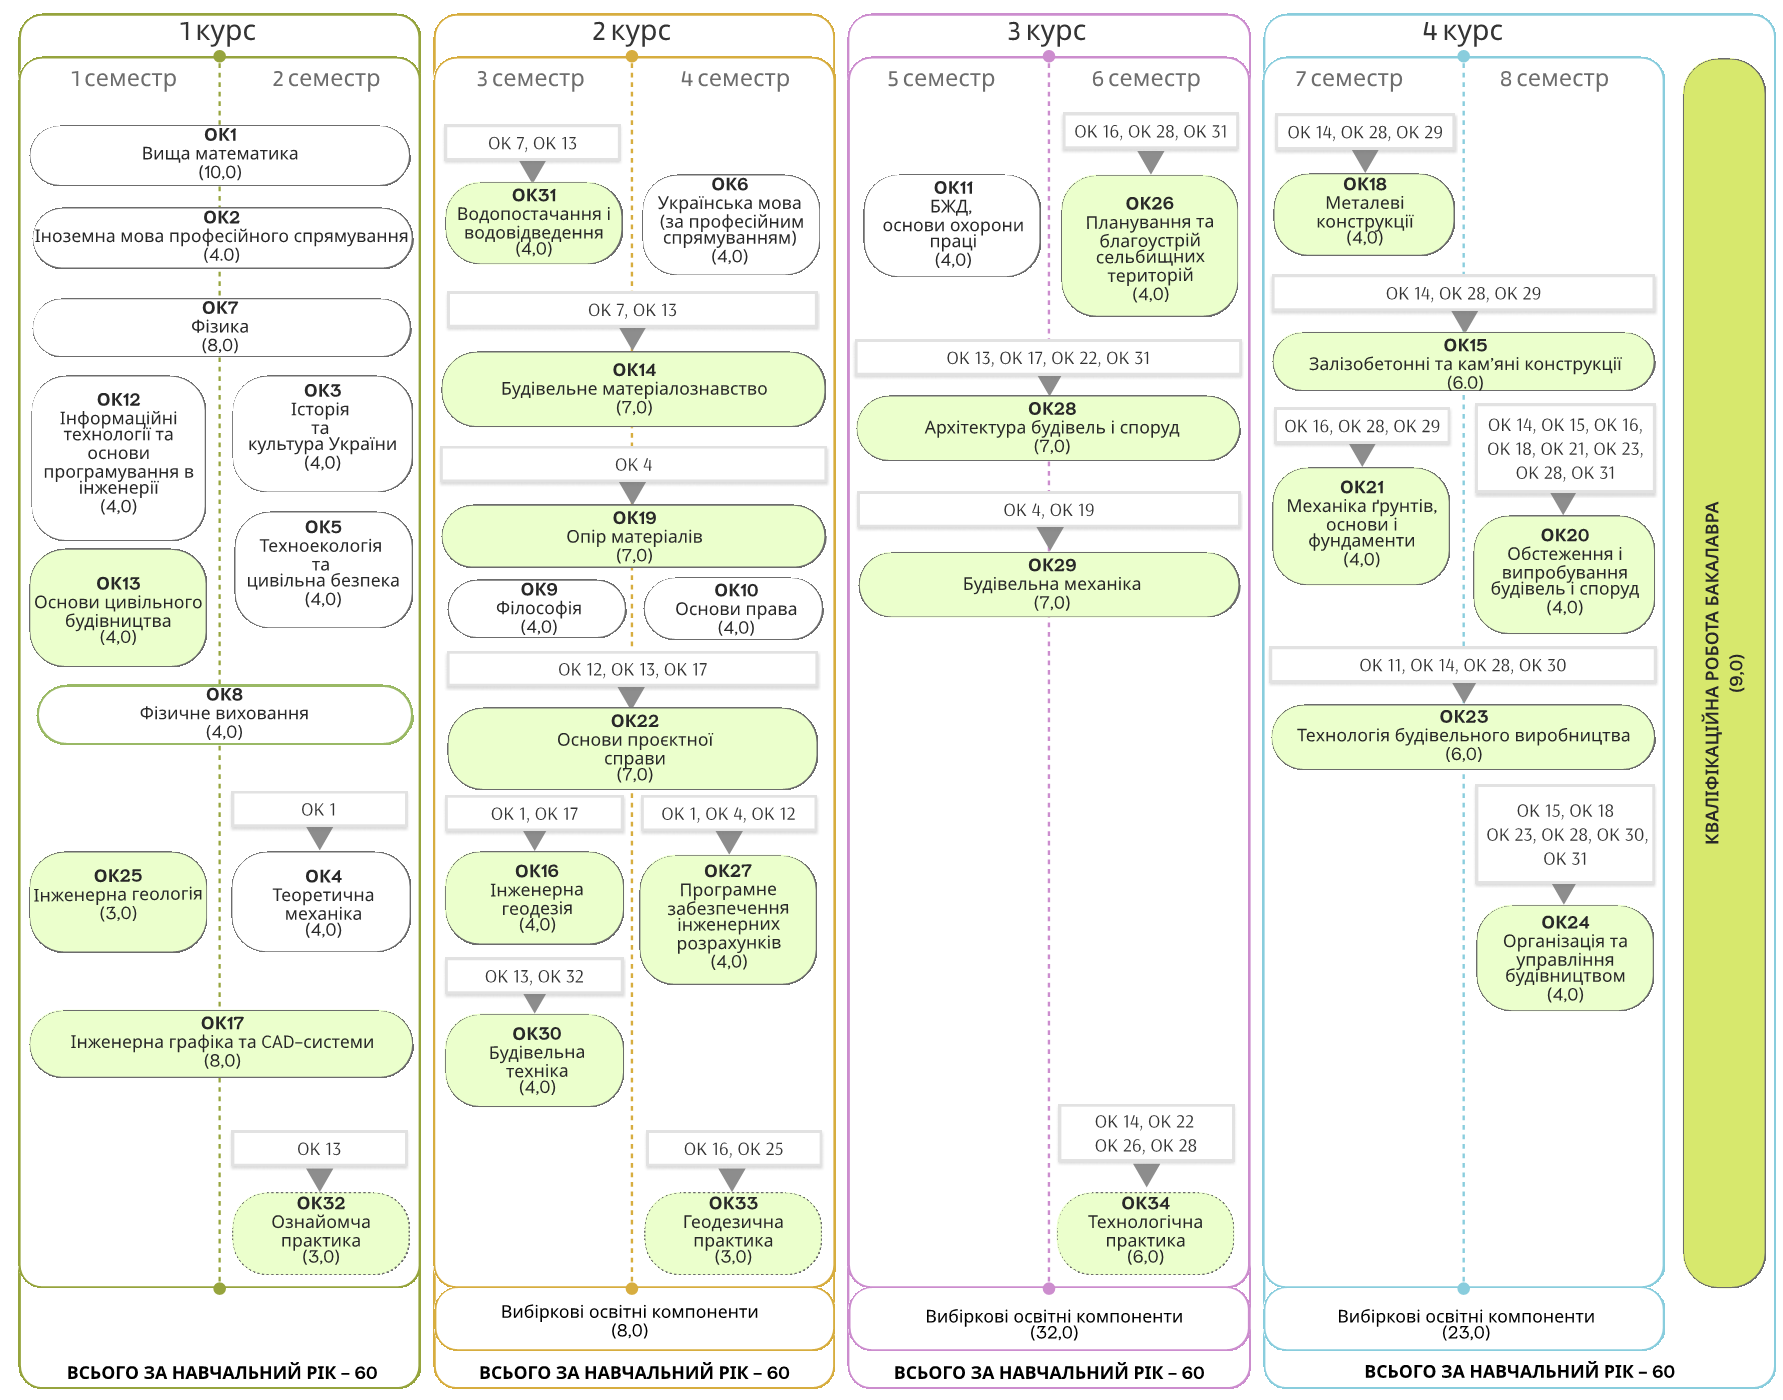 1 курс
1 семестр
2 семестр
ОК1
Вища математика
(10,0)
ОК2
Іноземна мова професійного спрямування
(4.0)
ОК7
Фізика
(8,0)
ОК12
Інформаційні
технології та
основи
програмування в
інженерії
(4,0)
ОК3
Історія
та
культура України
(4,0)
ОК5
Техноекологія
та
цивільна безпека
(4,0)
ОК13
Основи цивільного
будівництва
(4,0)
ОК8
Фізичне виховання
(4,0)
ОК 1
ОК25
Інженерна геологія
(3,0)
ОК4
Теоретична
механіка
(4,0)
ОК17
Інженерна графіка та CAD–системи
(8,0)
ОК 13
ОК32
Ознайомча
практика
(3,0)
ВСЬОГО ЗА НАВЧАЛЬНИЙ РІК – 60
2 курс
3 семестр
4 семестр
ОК 7, ОК 13
ОК31
Водопостачання і
водовідведення
(4,0)
ОК6
Українська мова
(за професійним
спрямуванням)
(4,0)
ОК 7, ОК 13
ОК14
Будівельне матеріалознавство
(7,0)
ОК 4
ОК19
Опір матеріалів
(7,0)
ОК9
Філософія
(4,0)
ОК10
Основи права
(4,0)
ОК 12, ОК 13, ОК 17
ОК22
Основи проєктної
справи
(7,0)
ОК 1, ОК 17
ОК16
Інженерна
геодезія
(4,0)
ОК 1, ОК 4, ОК 12
ОК27
Програмне
забезпечення
інженерних
розрахунків
(4,0)
ОК 13, ОК 32
ОК30
Будівельна
техніка
(4,0)
ОК 16, ОК 25
ОК33
Геодезична
практика
(3,0)
Вибіркові освітні компоненти
(8,0)
ВСЬОГО ЗА НАВЧАЛЬНИЙ РІК – 60
3 курс
5 семестр
6 семестр
ОК11
БЖД,
основи охорони
праці
(4,0)
ОК 16, ОК 28, ОК 31
ОК26
Планування та
благоустрій
сельбищних
територій
(4,0)
ОК 13, ОК 17, ОК 22, ОК 31
ОК28
Архітектура будівель і споруд
(7,0)
ОК 4, ОК 19
ОК29
Будівельна механіка
(7,0)
ОК 14, ОК 22
ОК 26, ОК 28
ОК34
Технологічна
практика
(6,0)
Вибіркові освітні компоненти
(32,0)
ВСЬОГО ЗА НАВЧАЛЬНИЙ РІК – 60
4 курс
7 семестр
8 семестр
ОК 14, ОК 28, ОК 29
ОК18
Металеві
конструкції
(4,0)
ОК 14, ОК 28, ОК 29
ОК15
Залізобетонні та кам’яні конструкції
(6.0)
ОК 16, ОК 28, ОК 29
ОК21
Механіка ґрунтів,
основи і
фундаменти
(4,0)
ОК 14, ОК 15, ОК 16,
ОК 18, ОК 21, ОК 23,
ОК 28, ОК 31
ОК20
Обстеження і
випробування
будівель і споруд
(4,0)
ОК 11, ОК 14, ОК 28, ОК 30
ОК23
Технологія будівельного виробництва
(6,0)
ОК 15, ОК 18
ОК 23, ОК 28, ОК 30,
ОК 31
ОК24
Організація та
управління
будівництвом
(4,0)
Вибіркові освітні компоненти
(23,0)
КВАЛІФІКАЦІЙНА РОБОТА БАКАЛАВРА
(9,0)
ВСЬОГО ЗА НАВЧАЛЬНИЙ РІК – 60